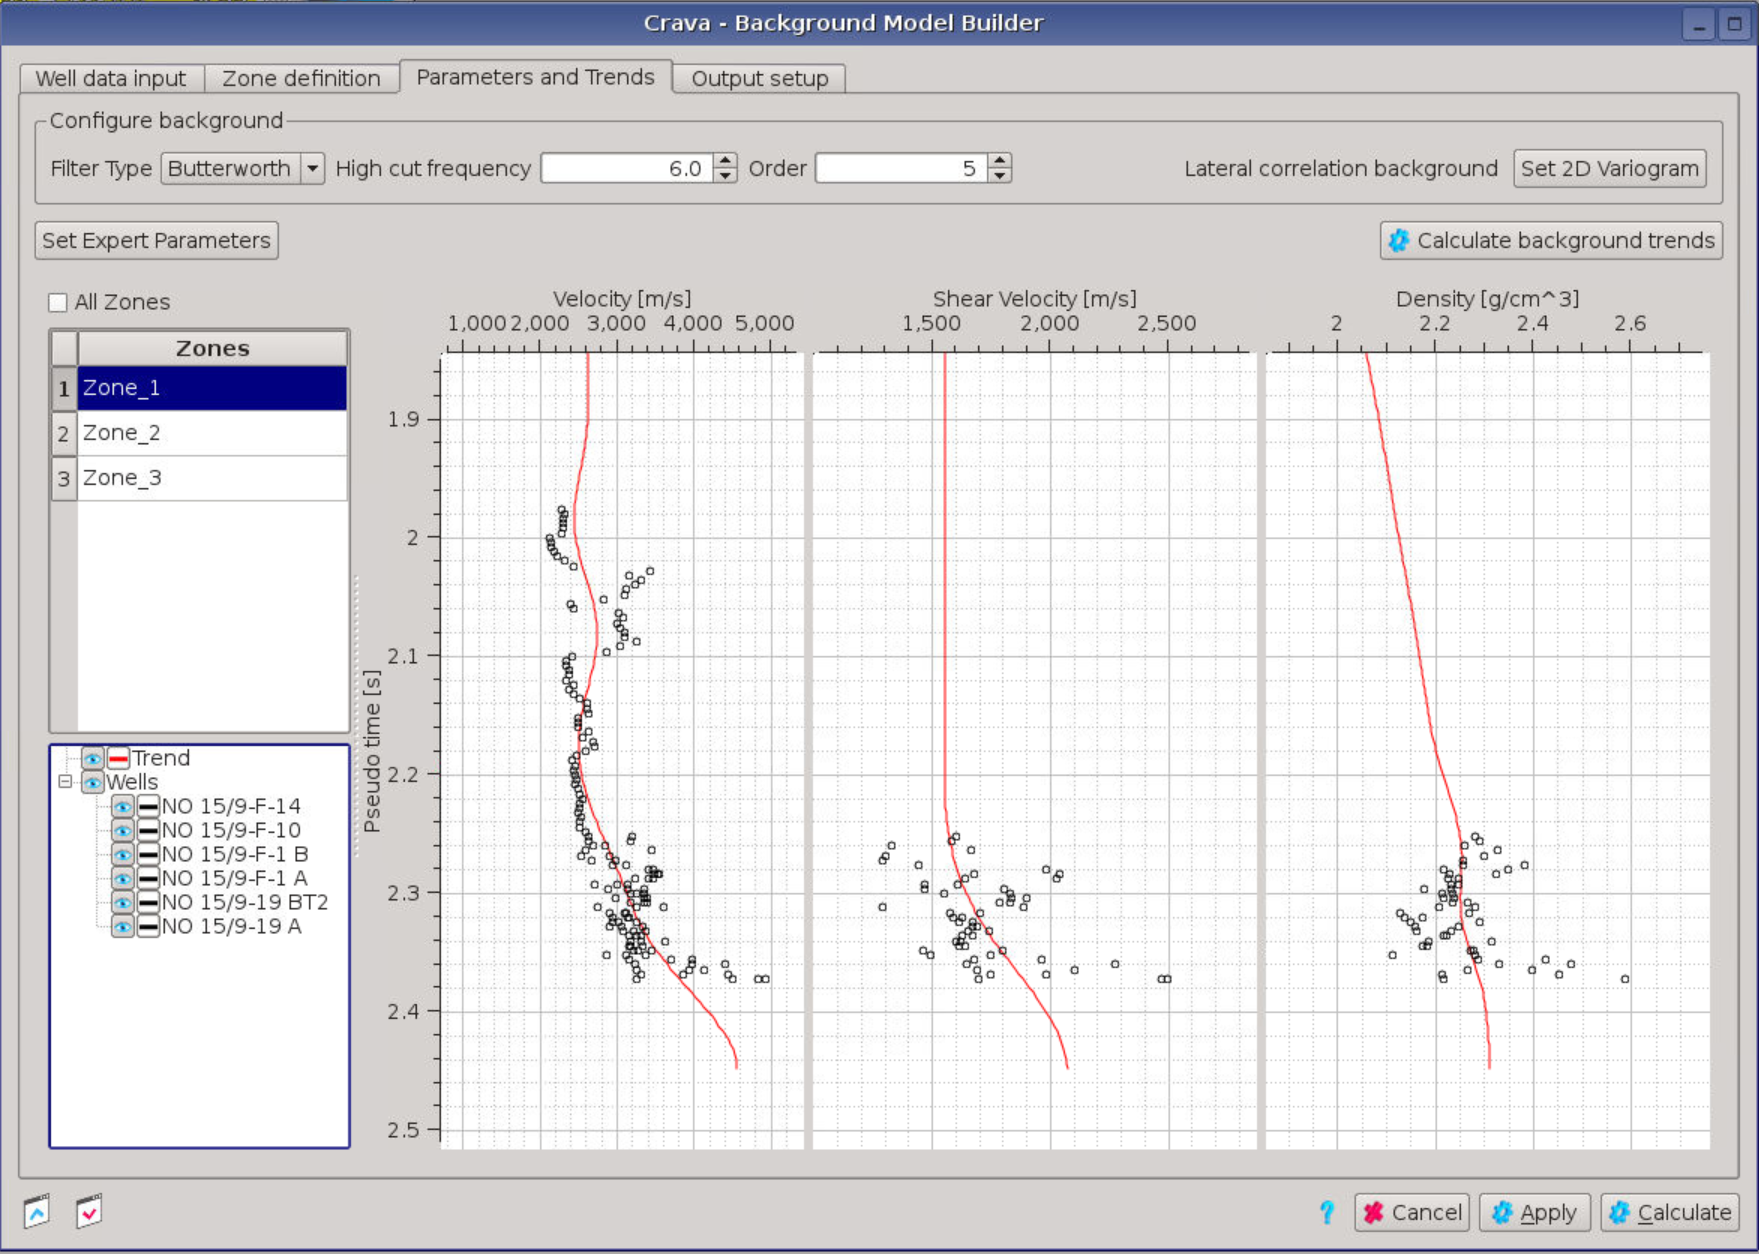 Crava - Background Model Builder
Well data input Zone definition Parameters and Trends Output setup
Configure background
Filter Type Butterworth High cut frequency 6.0 Order 5 Lateral correlation background Set 2D Variogram
Set Expert Parameters Calculate background trends
All Zones
Zones
1 Zone_1
2 Zone_2
3 Zone_3
Trend
Wells
NO 15/9-F-14
NO 15/9-F-10
NO 15/9-F-1 B
NO 15/9-F-1 A
NO 15/9-19 BT2
NO 15/9-19 A
Velocity [m/s] Shear Velocity [m/s] Density [g/cm^3]
1,000 2,000 3,000 4,000 5,000 1,500 2,000 2,500 2 2.2 2.4 2.6
Pseudo time [s]
1.9
2
2.1
2.2
2.3
2.4
2.5
? Cancel Apply Calculate